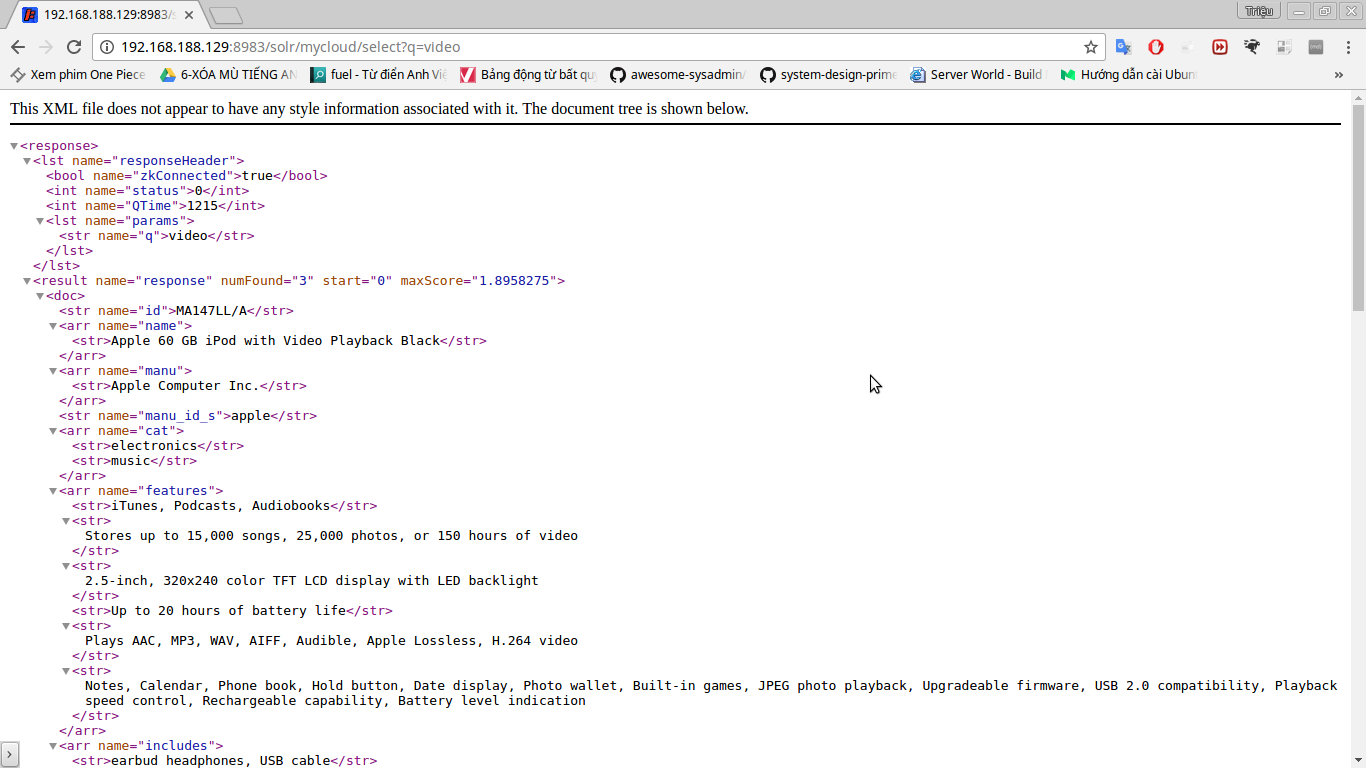 192.168.188.129:8983/s
Triệu
192.168.188.129:8983/solr/mycloud/select?q=video
Xem phim One Piece
6-XÓA MÙ TIẾNG AN
fuel - Từ điển Anh Việ
Bảng động từ bất quy
awesome-sysadmin/
system-design-prime
Server World - Build
Hướng dẫn cài Ubun
»
This XML file does not appear to have any style information associated with it. The document tree is shown below.
<response>
<lst name="responseHeader">
<bool name="zkConnected">true</bool>
<int name="status">0</int>
<int name="QTime">1215</int>
<lst name="params">
<str name="q">video</str>
</lst>
</lst>
<result name="response" numFound="3" start="0" maxScore="1.8958275">
<doc>
<str name="id">MA147LL/A</str>
<arr name="name">
<str>Apple 60 GB iPod with Video Playback Black</str>
</arr>
<arr name="manu">
<str>Apple Computer Inc.</str>
</arr>
<str name="manu_id_s">apple</str>
<arr name="cat">
<str>electronics</str>
<str>music</str>
</arr>
<arr name="features">
<str>iTunes, Podcasts, Audiobooks</str>
<str>
Stores up to 15,000 songs, 25,000 photos, or 150 hours of video
</str>
<str>
2.5-inch, 320x240 color TFT LCD display with LED backlight
</str>
<str>Up to 20 hours of battery life</str>
<str>
Plays AAC, MP3, WAV, AIFF, Audible, Apple Lossless, H.264 video
</str>
<str>
Notes, Calendar, Phone book, Hold button, Date display, Photo wallet, Built-in games, JPEG photo playback, Upgradeable firmware, USB 2.0 compatibility, Playback
speed control, Rechargeable capability, Battery level indication
</str>
</arr>
<arr name="includes">
<str>earbud headphones, USB cable</str>